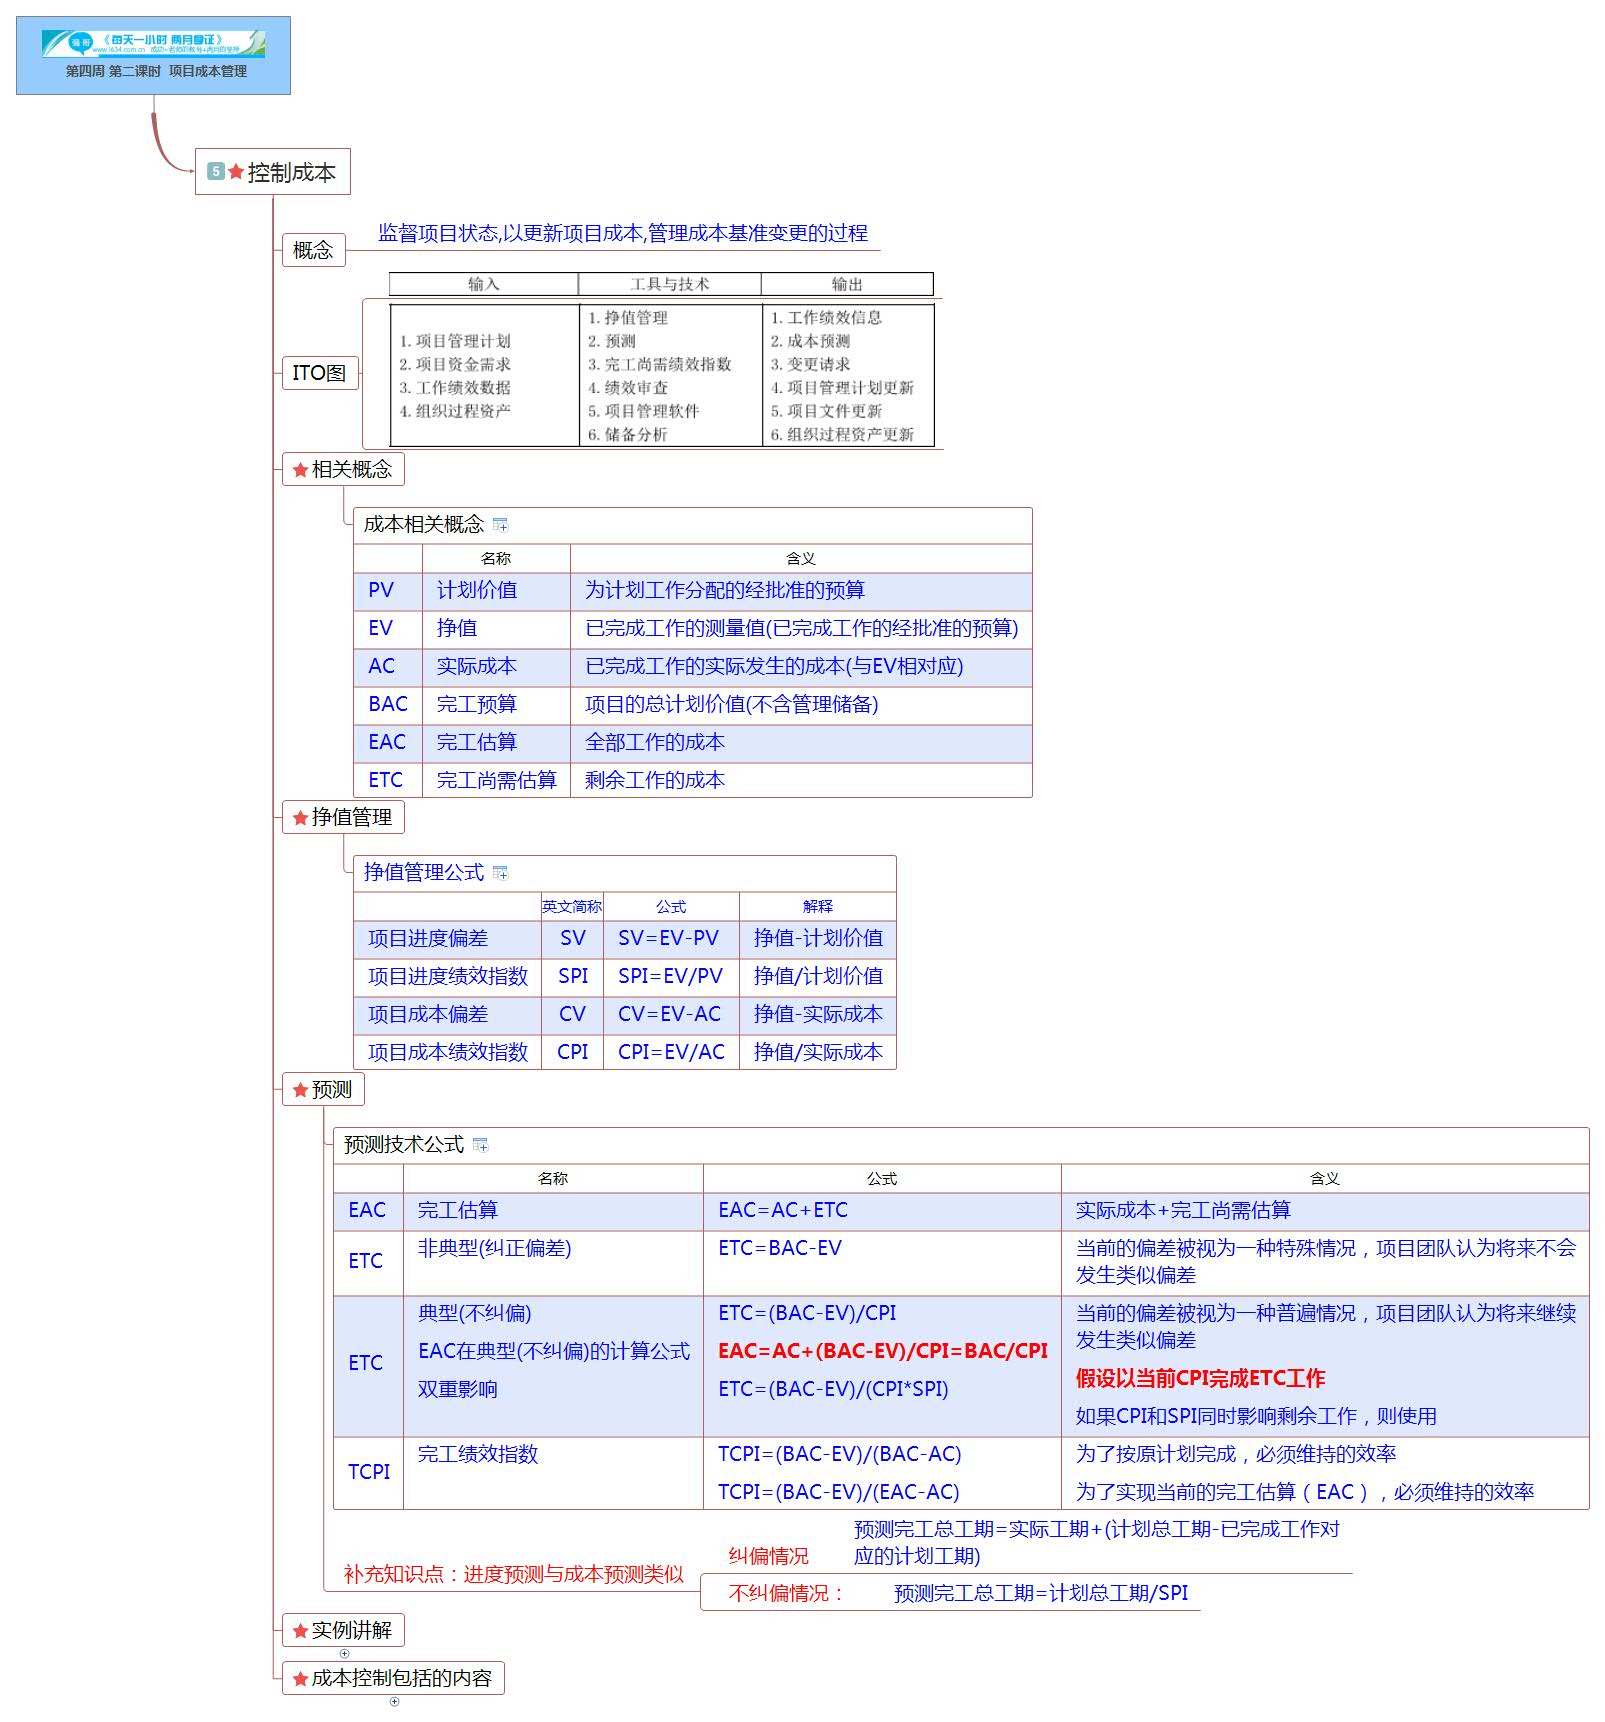 强哥
《每天一小时 两月拿证》
第四周 第二课时 项目成本管理
5 控制成本
概念
监督项目状态,以更新项目成本,管理成本基准变更的过程
ITO图
输入 工具与技术 输出
1. 项目管理计划
2. 项目资金需求
3. 工作绩效数据
4. 组织过程资产
1. 挣值管理
2. 预测
3. 完工尚需绩效指数
4. 绩效审查
5. 项目管理软件
6. 储备分析
1. 工作绩效信息
2. 成本预测
3. 变更请求
4. 项目管理计划更新
5. 项目文件更新
6. 组织过程资产更新
相关概念
成本相关概念
名称 含义
PV 计划价值 为计划工作分配的经批准的预算
EV 挣值 已完成工作的测量值(已完成工作的经批准的预算)
AC 实际成本 已完成工作的实际发生的成本(与EV相对应)
BAC 完工预算 项目的总计划价值(不含管理储备)
EAC 完工估算 全部工作的成本
ETC 完工尚需估算 剩余工作的成本
挣值管理
挣值管理公式
英文简称 公式 解释
项目进度偏差 SV SV=EV-PV 挣值-计划价值
项目进度绩效指数 SPI SPI=EV/PV 挣值/计划价值
项目成本偏差 CV CV=EV-AC 挣值-实际成本
项目成本绩效指数 CPI CPI=EV/AC 挣值/实际成本
预测
预测技术公式
名称 公式 含义
EAC 完工估算 EAC=AC+ETC 实际成本+完工尚需估算
ETC 非典型(纠正偏差) ETC=BAC-EV 当前的偏差被视为一种特殊情况，项目团队认为将来不会
发生类似偏差
ETC
典型(不纠偏) ETC=(BAC-EV)/CPI 当前的偏差被视为一种普遍情况，项目团队认为将来继续
发生类似偏差
EAC在典型(不纠偏)的计算公式 EAC=AC+(BAC-EV)/CPI=BAC/CPI 假设以当前CPI完成ETC工作
双重影响 ETC=(BAC-EV)/(CPI*SPI) 如果CPI和SPI同时影响剩余工作，则使用
TCPI 完工绩效指数 TCPI=(BAC-EV)/(BAC-AC) 为了按原计划完成，必须维持的效率
TCPI=(BAC-EV)/(EAC-AC) 为了实现当前的完工估算（EAC），必须维持的效率
补充知识点：进度预测与成本预测类似
纠偏情况 预测完工总工期=实际工期+(计划总工期-已完成工作对
应的计划工期)
不纠偏情况： 预测完工总工期=计划总工期/SPI
实例讲解
成本控制包括的内容